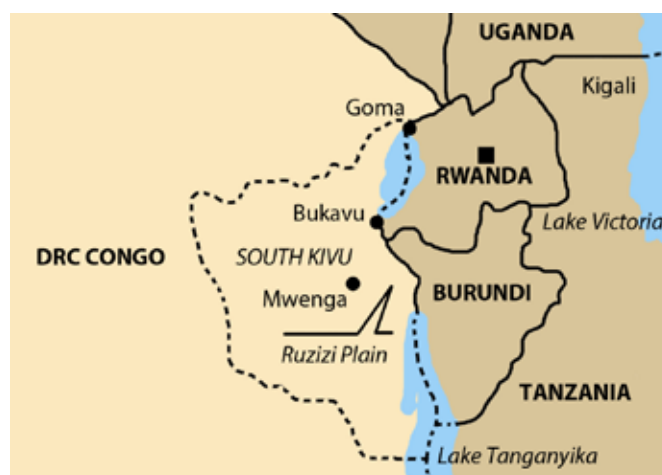 UGANDA
Kigali
Goma
RWANDA
Bukavu
Lake Victoria
DRC CONGO
SOUTH KIVU
Mwenga
BURUNDI
Ruzizi Plain
TANZANIA
Lake Tanganyika